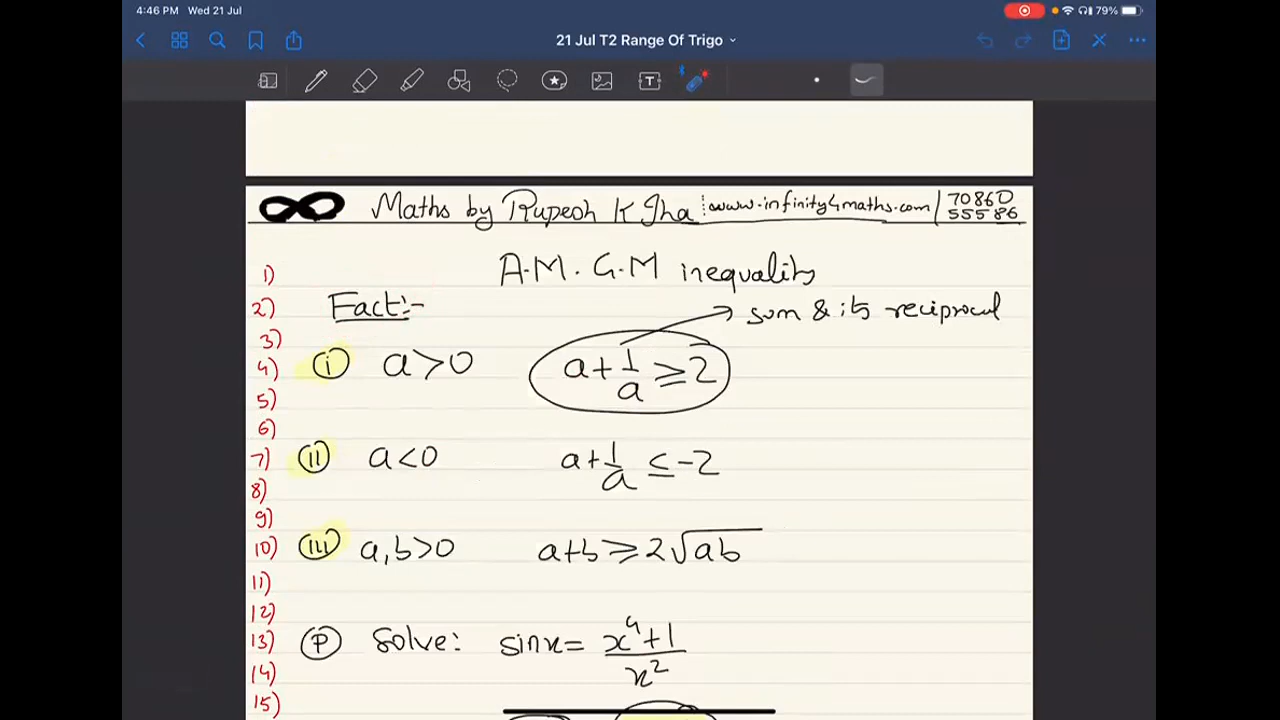 4:46 PM Wed 21 Jul
79%
21 Jul T2 Range Of Trigo
Maths by Rupesh K Jha www.infinity4maths.com 70860 55586
1) A.M. G.M inequality
2) Fact:- → sum & its reciprocal
3)
4) (i) a>0 a+1/a ≥2
5)
6)
7) (ii) a<0 a+1/a ≤-2
8)
9)
10) (iii) a,b>0 a+b ≥2√ab
11)
12)
13) (P) Solve: sinx= x⁴+1/x²
14)
15)